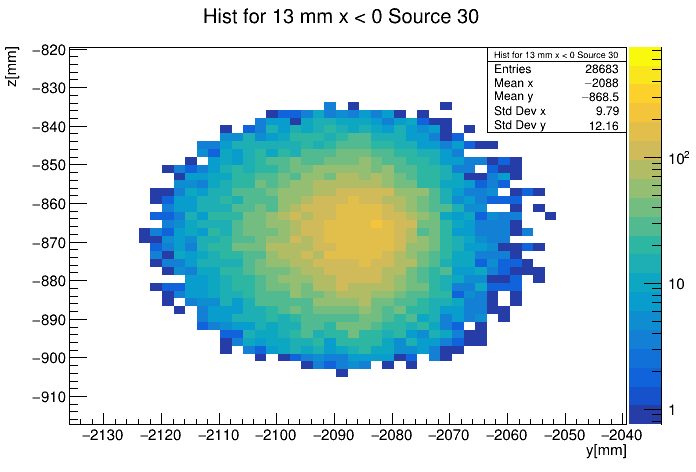 Hist for 13 mm x < 0 Source 30
z[mm]
Hist for 13 mm x < 0 Source 30
Entries 28683
Mean x −2088
Mean y −868.5
Std Dev x 9.79
Std Dev y 12.16
−820
−830
−840
−850
−860
−870
−880
−890
−900
−910
10²
10
1
−2130 −2120 −2110 −2100 −2090 −2080 −2070 −2060 −2050 −2040
y[mm]